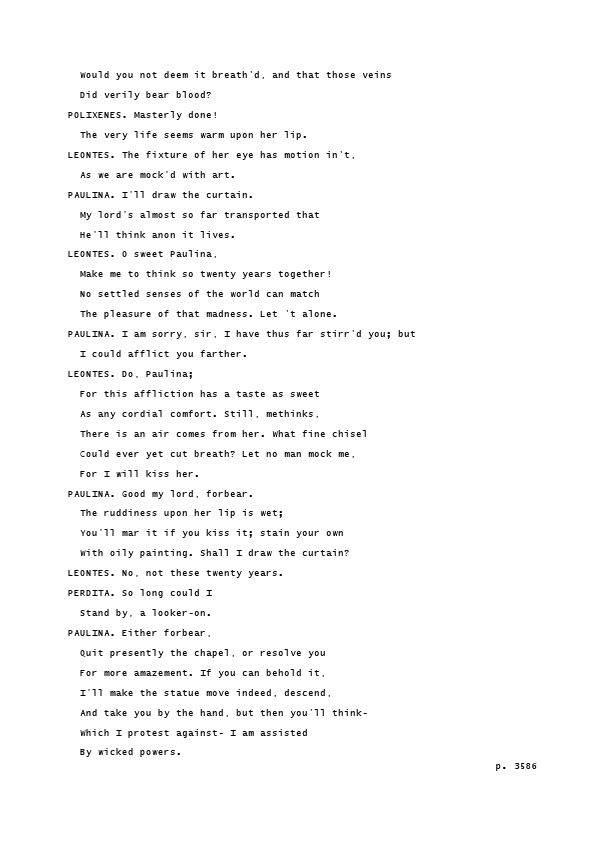 Would you not deem it breath'd, and that those veins
Did verily bear blood?
POLIXENES. Masterly done!
The very life seems warm upon her lip.
LEONTES. The fixture of her eye has motion in't,
As we are mock'd with art.
PAULINA. I'll draw the curtain.
My lord's almost so far transported that
He'll think anon it lives.
LEONTES. O sweet Paulina,
Make me to think so twenty years together!
No settled senses of the world can match
The pleasure of that madness. Let 't alone.
PAULINA. I am sorry, sir, I have thus far stirr'd you; but
I could afflict you farther.
LEONTES. Do, Paulina;
For this affliction has a taste as sweet
As any cordial comfort. Still, methinks,
There is an air comes from her. What fine chisel
Could ever yet cut breath? Let no man mock me,
For I will kiss her.
PAULINA. Good my lord, forbear.
The ruddiness upon her lip is wet;
You'll mar it if you kiss it; stain your own
With oily painting. Shall I draw the curtain?
LEONTES. No, not these twenty years.
PERDITA. So long could I
Stand by, a looker-on.
PAULINA. Either forbear,
Quit presently the chapel, or resolve you
For more amazement. If you can behold it,
I'll make the statue move indeed, descend,
And take you by the hand, but then you'll think-
Which I protest against- I am assisted
By wicked powers.
p. 3586